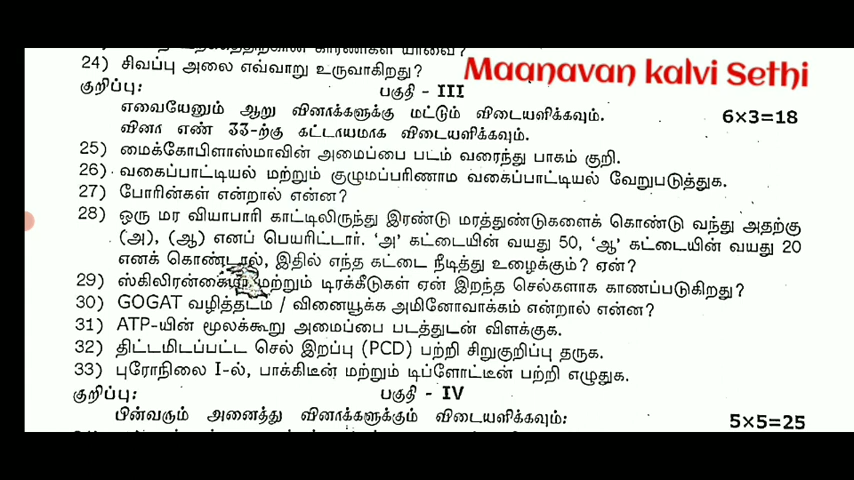 24) சிவப்பு அலை எவ்வாறு உருவாகிறது?
Maanavan kalvi Sethi
குறிப்பு: பகுதி - III
எவையேனும் ஆறு வினாக்களுக்கு மட்டும் விடையளிக்கவும். 6×3=18
வினா எண் 33-ற்கு கட்டாயமாக விடையளிக்கவும்.
25) மைக்கோபிளாஸ்மாவின் அமைப்பை படம் வரைந்து பாகம் குறி.
26) வகைப்பாட்டியல் மற்றும் குழுமப்பரிணாம வகைப்பாட்டியல் வேறுபடுத்துக.
27) போரின்கள் என்றால் என்ன?
28) ஒரு மர வியாபாரி காட்டிலிருந்து இரண்டு மரத்துண்டுகளைக் கொண்டு வந்து அதற்கு
(அ), (ஆ) எனப் பெயரிட்டார். ‘அ’ கட்டையின் வயது 50, ‘ஆ’ கட்டையின் வயது 20
எனக் கொண்டால், இதில் எந்த கட்டை நீடித்து உழைக்கும்? ஏன்?
29) மற்றும் டிரக்கீடுகள் ஏன் இறந்த செல்களாக காணப்படுகிறது?
30) GOGAT வழித்தடம் / வினையூக்க அமினோவாக்கம் என்றால் என்ன?
31) ATP-யின் மூலக்கூறு அமைப்பை படத்துடன் விளக்குக.
32) திட்டமிடப்பட்ட செல் இறப்பு (PCD) பற்றி சிறுகுறிப்பு தருக.
33) புரோநிலை I-ல், பாக்கிடீன் மற்றும் டிப்ளோட்டீன் பற்றி எழுதுக.
குறிப்பு: பகுதி - IV
பின்வரும் அனைத்து வினாக்களுக்கும் விடையளிக்கவும்: 5×5=25